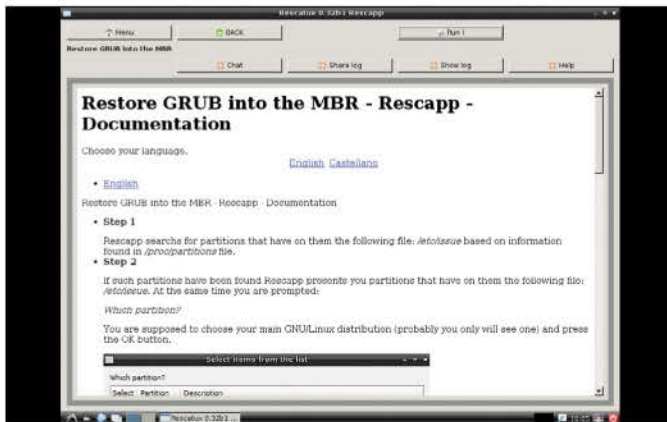 Rescatux 0.32b1 Rescapp
Menu
BACK
Run !
Restore GRUB into the MBR
Chat
Share log
Show log
Help
Restore GRUB into the MBR - Rescapp -
Documentation
Choose your language.
English Castellano
• English
Restore GRUB into the MBR - Rescapp - Documentation
• Step 1
Rescapp searchs for partitions that have on them the following file: /etc/issue based on information
found in /proc/partitions file.
• Step 2
If such partitions have been found Rescapp presents you partitions that have on them the following file:
/etc/issue. At the same time you are prompted:
Which partition?
You are supposed to choose your main GNU/Linux distribution (probably you only will see one) and press
the OK button.
Select items from the list
Which partition?
Select Partition Description
Rescatux 0.32b1 ...